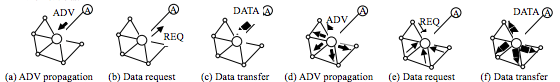 ADV A
A
REQ
DATA A
ADV A
REQ A
DATA A
(a) ADV propagation (b) Data request (c) Data transfer (d) ADV propagation (e) Data request (f) Data transfer